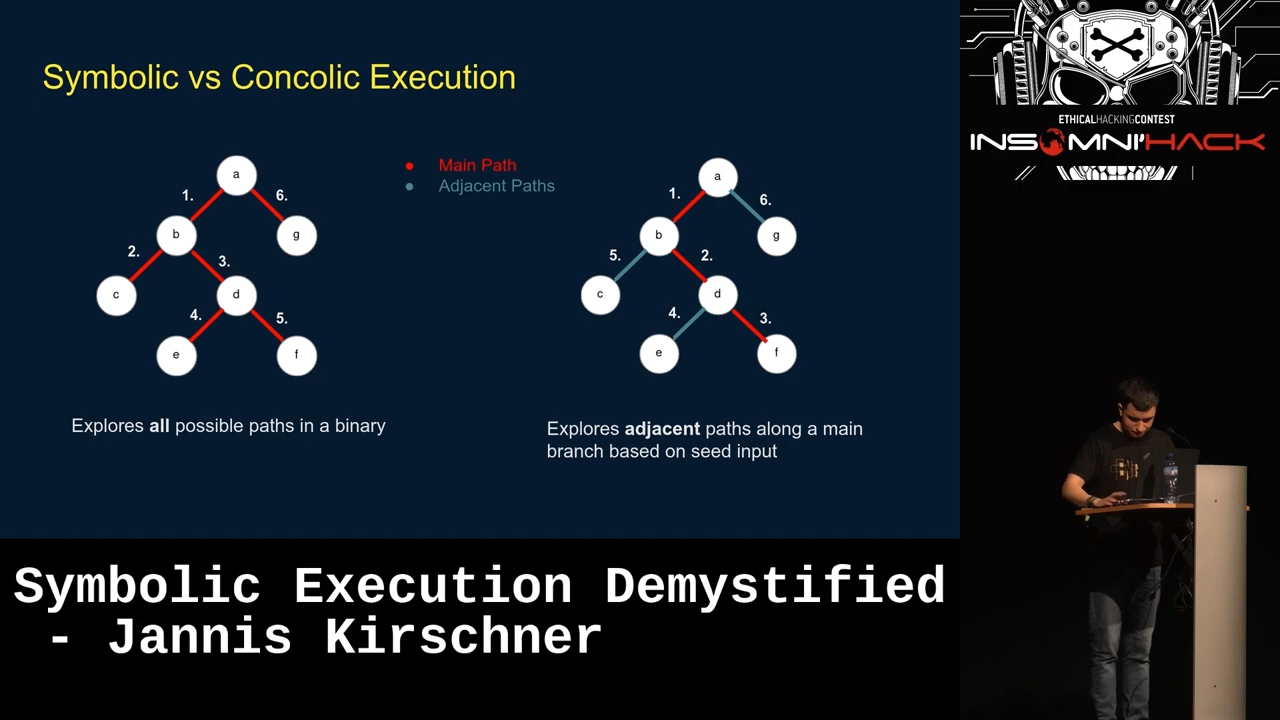 Symbolic vs Concolic Execution
● Main Path
● Adjacent Paths
a
1.
6.
b
g
2.
3.
c
d
4.
5.
e
f
Explores all possible paths in a binary
a
1.
6.
b
g
5.
2.
c
d
4.
3.
e
f
Explores adjacent paths along a main
branch based on seed input
ETHICALHACKINGCONTEST
INSOMNI'HACK
Symbolic Execution Demystified
- Jannis Kirschner